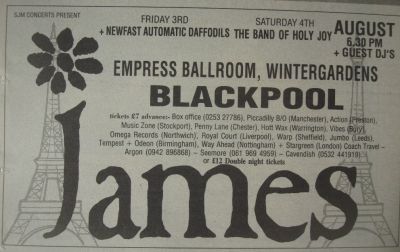 SJM CONCERTS PRESENT
FRIDAY 3RD
+ NEWFAST AUTOMATIC DAFFODILS
SATURDAY 4TH
THE BAND OF HOLY JOY
AUGUST
6.30 PM
+ GUEST DJ'S
EMPRESS BALLROOM, WINTERGARDENS
BLACKPOOL
tickets £7 advance:- Box office (0253 27786), Piccadilly B/O (Manchester), Action (Preston),
Music Zone (Stockport), Penny Lane (Chester), Hott Wax (Warrington), Vibes (Bury),
Omega Records (Northwich), Royal Court (Liverpool), Warp (Sheffield), Jumbo (Leeds),
Tempest + Odeon (Birmingham), Way Ahead (Nottingham) + Stargreen (London) Coach Travel –
Argon (0942 896868) – Seemore (061 969 4959) – Cavendish (0532 441919)
or £12 Double night tickets
James